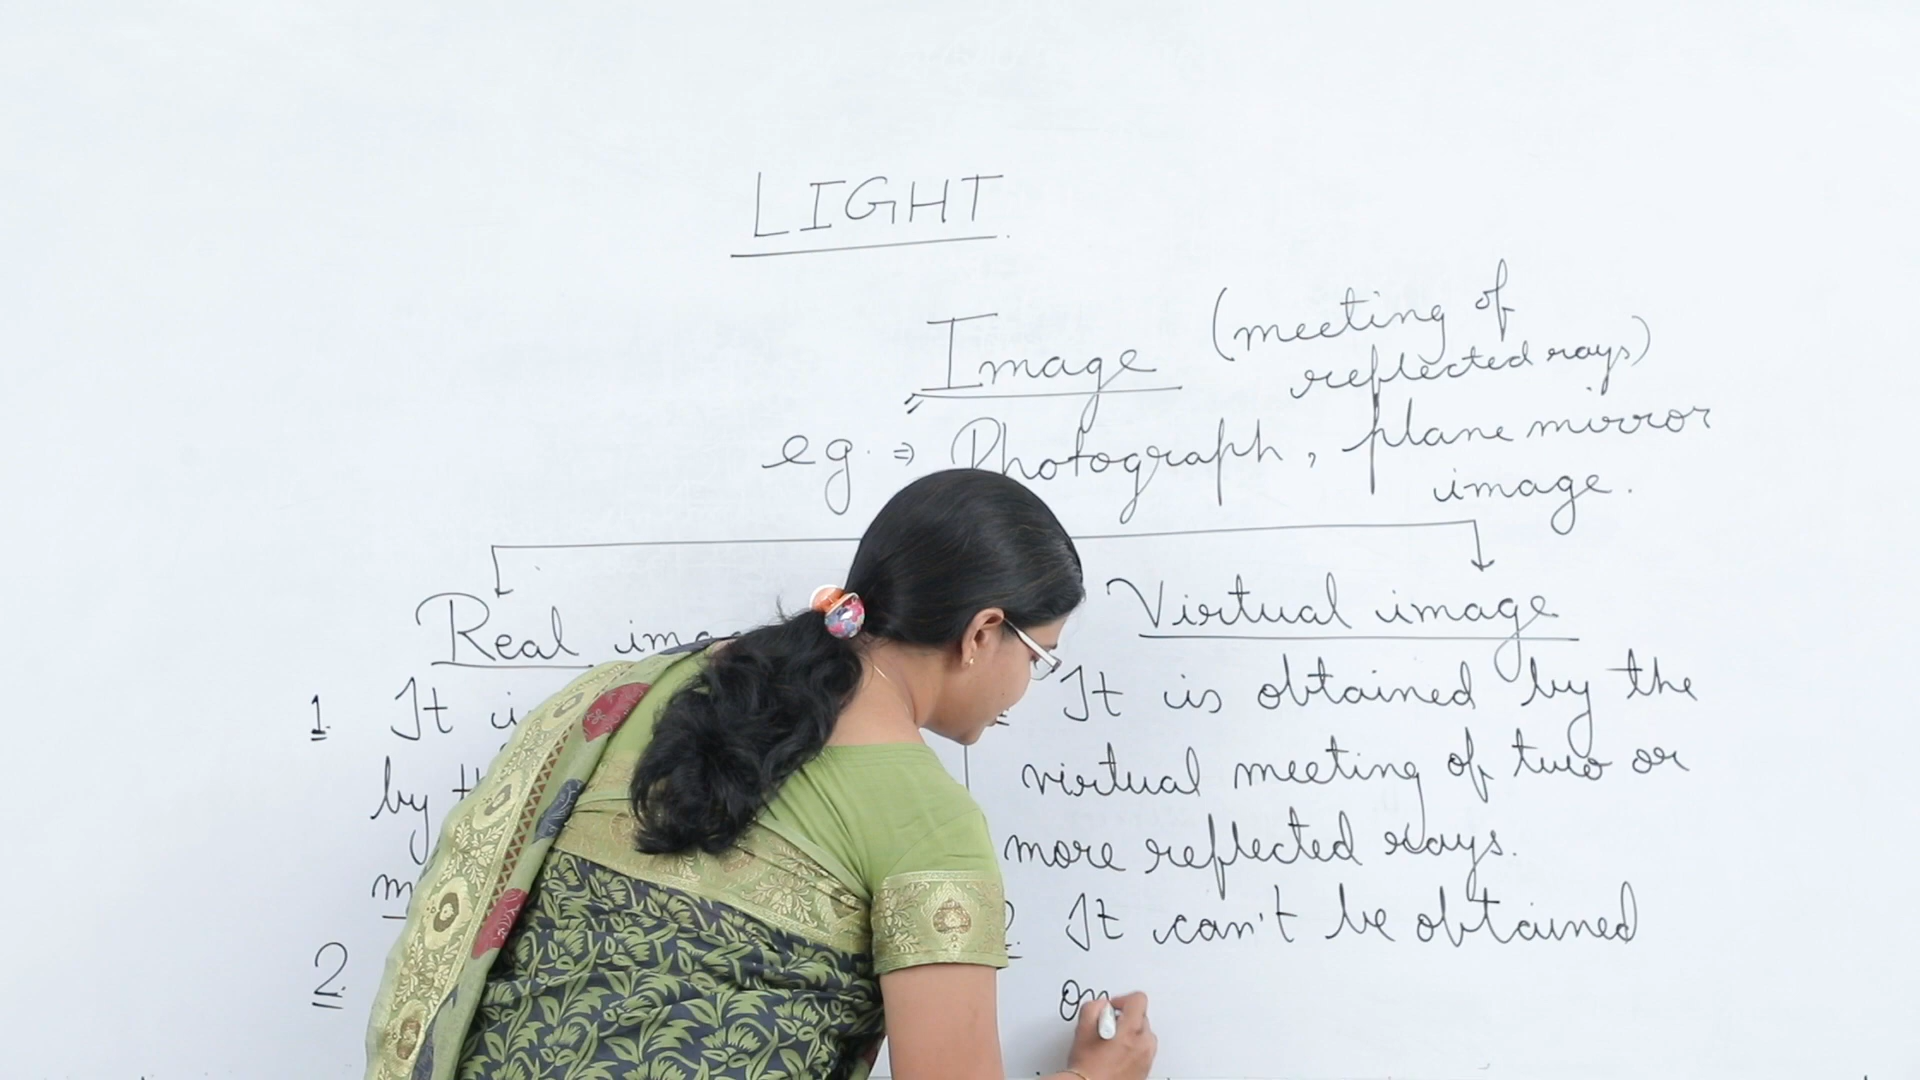 LIGHT
Image (meeting of
reflected rays)
eg. ⇒ Photograph, plane mirror
image.
Real
Virtual image
1. It
It is obtained by the
by
virtual meeting of two or
more reflected rays.
2.
2. It can't be obtained
on